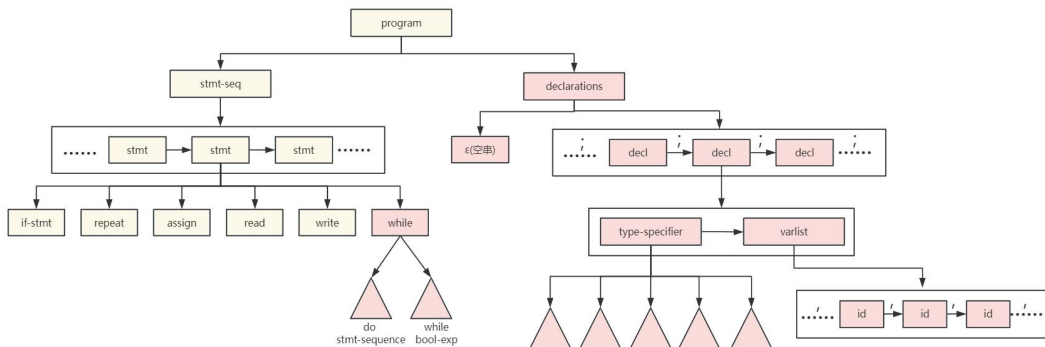 program
stmt-seq
declarations
...... stmt stmt stmt ......
ε(空串)
...... ; decl ; decl ; decl ; ......
if-stmt
repeat
assign
read
write
while
type-specifier
varlist
do
stmt-sequence
while
bool-exp
...... , id , id , id , ......